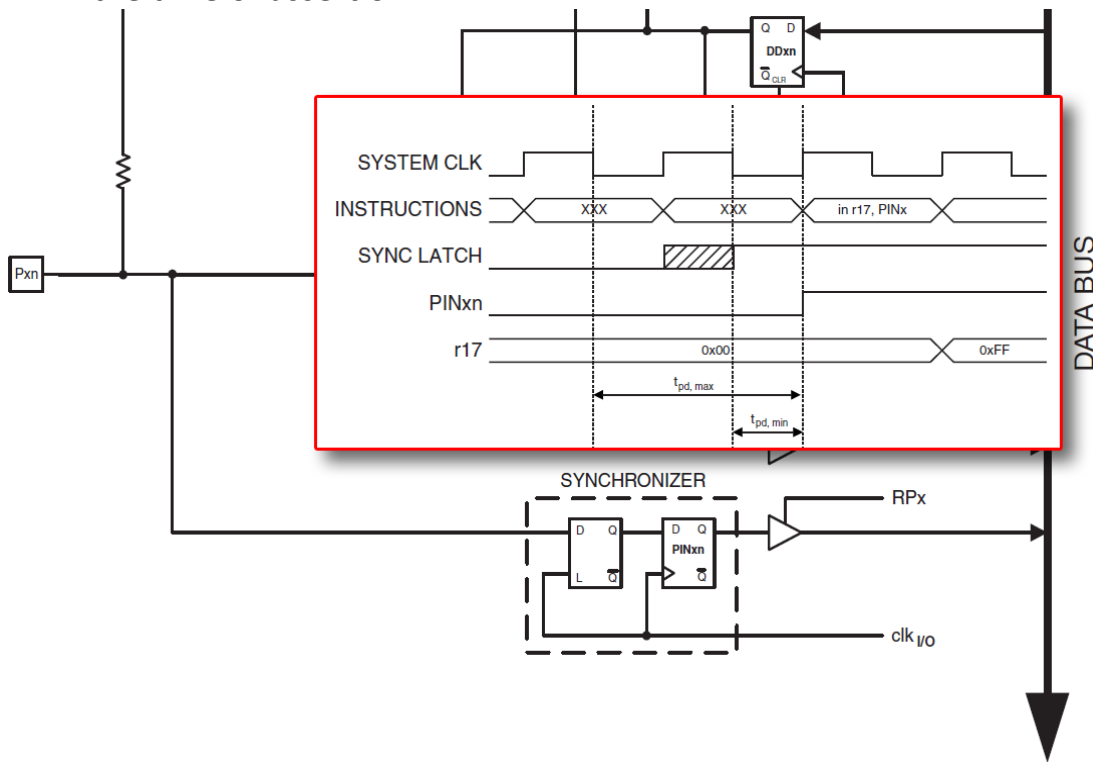 Q D
DDxn
Q CLR
SYSTEM CLK
INSTRUCTIONS XXX XXX in r17, PINx
SYNC LATCH
Pxn
PINxn
r17 0x00 0xFF
DATA BUS
tpd, max
tpd, min
SYNCHRONIZER
RPx
D Q D Q
PINxn
L Q Q
clk I/O